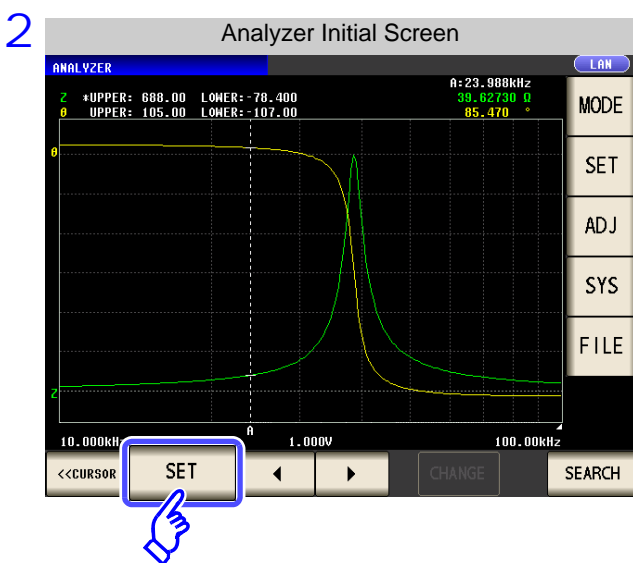 2
Analyzer Initial Screen
ANALYZER
LAN
A:23.988kHz
Z *UPPER: 688.00 LOWER:-78.400 39.62730 Ω
θ UPPER: 105.00 LOWER:-107.00 85.470 °
MODE
SET
ADJ
SYS
FILE
θ
Z
A
10.000kHz 1.000V 100.00kHz
<<CURSOR SET CHANGE SEARCH